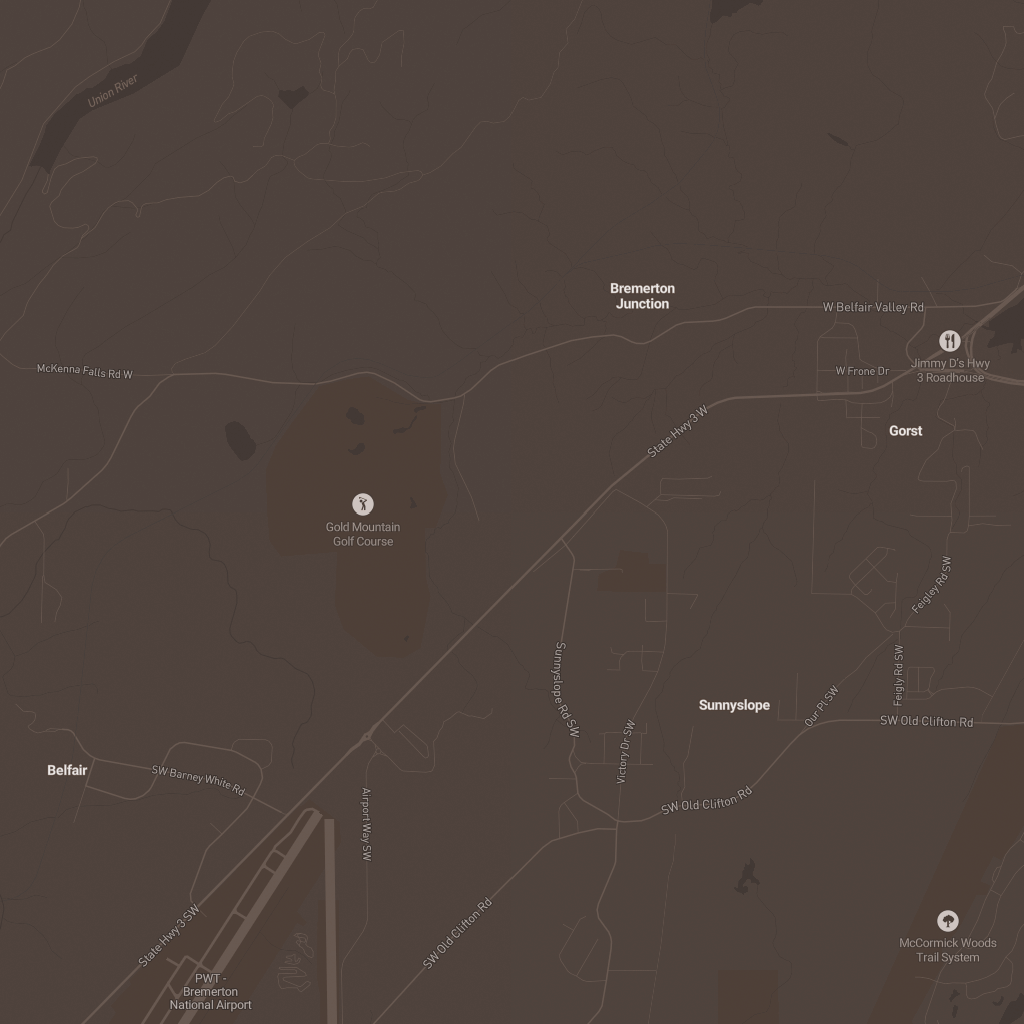 Union River
Bremerton
Junction
W Belfair Valley Rd
Jimmy D's Hwy
3 Roadhouse
McKenna Falls Rd W
W Frone Dr
State Hwy 3 W
Gorst
Gold Mountain
Golf Course
Feigley Rd SW
Sunnyslope Rd SW
Feigly Rd SW
Our Pl SW
Sunnyslope
SW Old Clifton Rd
Victory Dr SW
Belfair
SW Barney White Rd
SW Old Clifton Rd
Airport Way SW
State Hwy 3 SW
SW Old Clifton Rd
McCormick Woods
Trail System
PWT -
Bremerton
National Airport